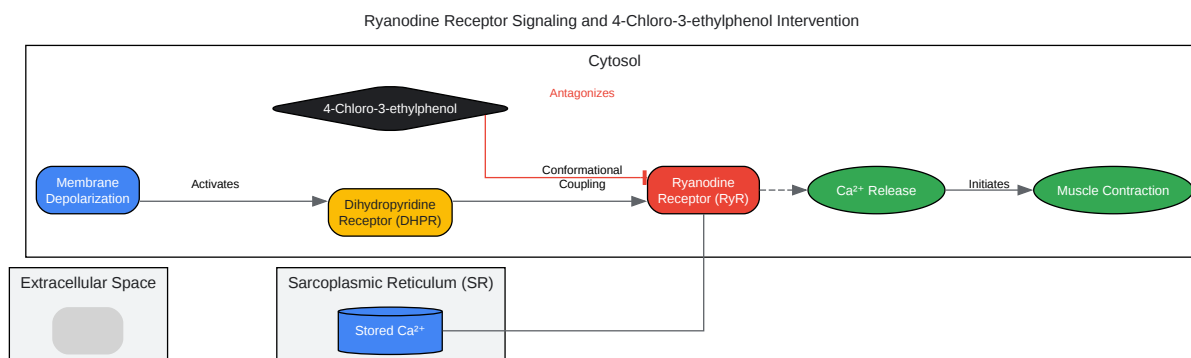 Ryanodine Receptor Signaling and 4-Chloro-3-ethylphenol Intervention
Cytosol
4-Chloro-3-ethylphenol
Antagonizes
Membrane
Depolarization
Activates
Dihydropyridine
Receptor (DHPR)
Conformational
Coupling
Ryanodine
Receptor (RyR)
Ca²⁺ Release
Initiates
Muscle Contraction
Extracellular Space
Sarcoplasmic Reticulum (SR)
Stored Ca²⁺